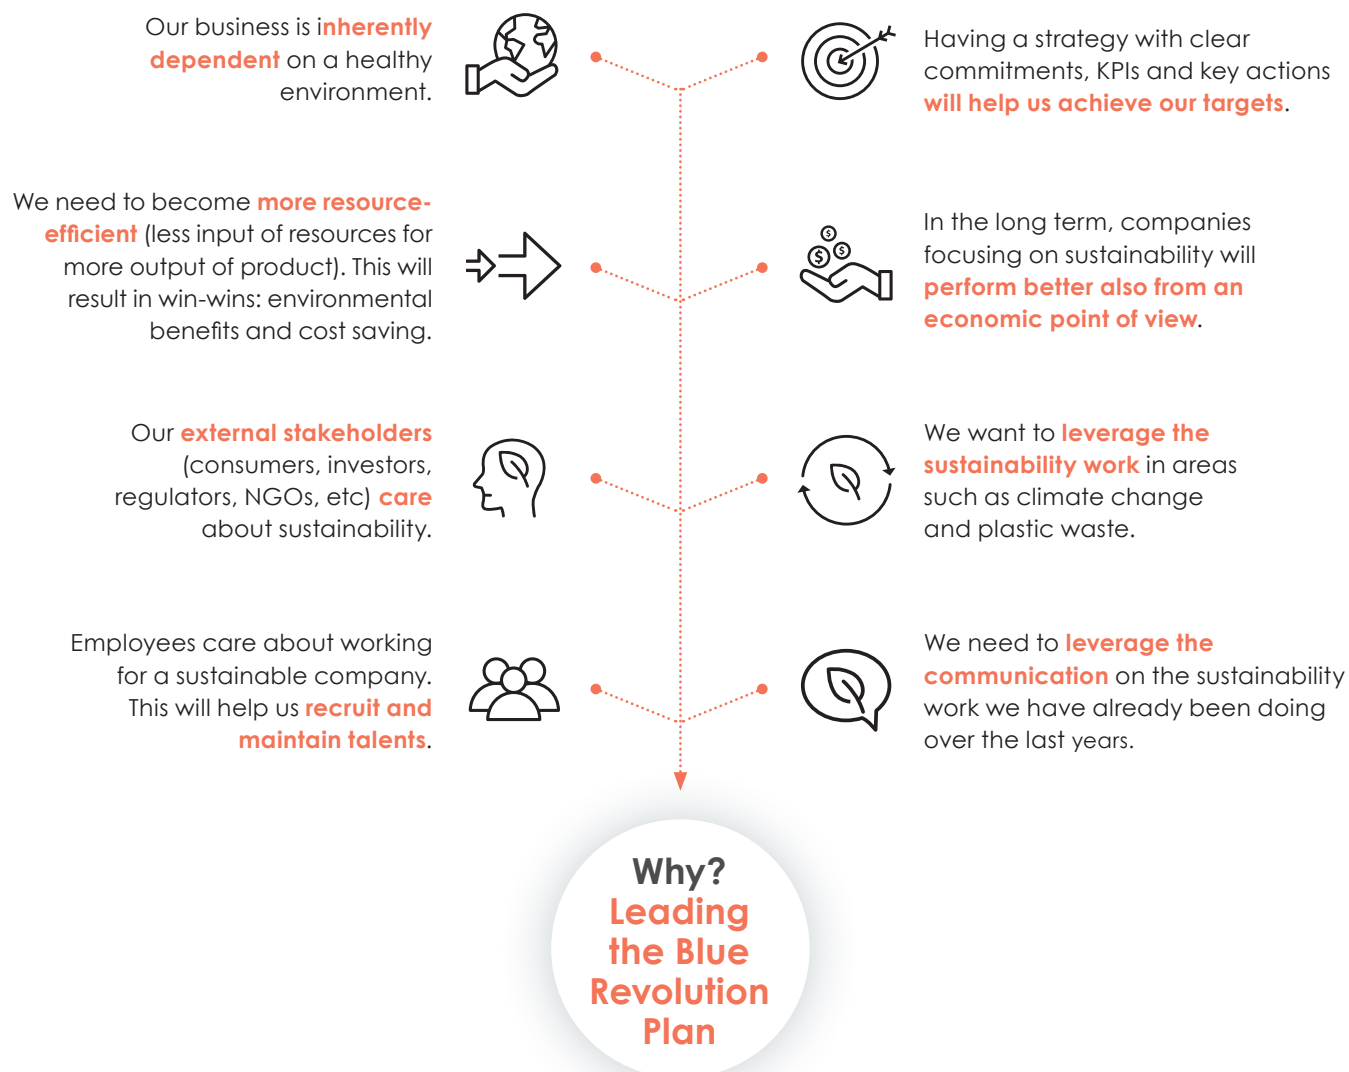 Our business is inherently
dependent on a healthy
environment.
Having a strategy with clear
commitments, KPIs and key actions
will help us achieve our targets.
We need to become more resource-
efficient (less input of resources for
more output of product). This will
result in win-wins: environmental
benefits and cost saving.
In the long term, companies
focusing on sustainability will
perform better also from an
economic point of view.
Our external stakeholders
(consumers, investors,
regulators, NGOs, etc) care
about sustainability.
We want to leverage the
sustainability work in areas
such as climate change
and plastic waste.
Employees care about working
for a sustainable company.
This will help us recruit and
maintain talents.
We need to leverage the
communication on the sustainability
work we have already been doing
over the last years.
Why?
Leading
the Blue
Revolution
Plan